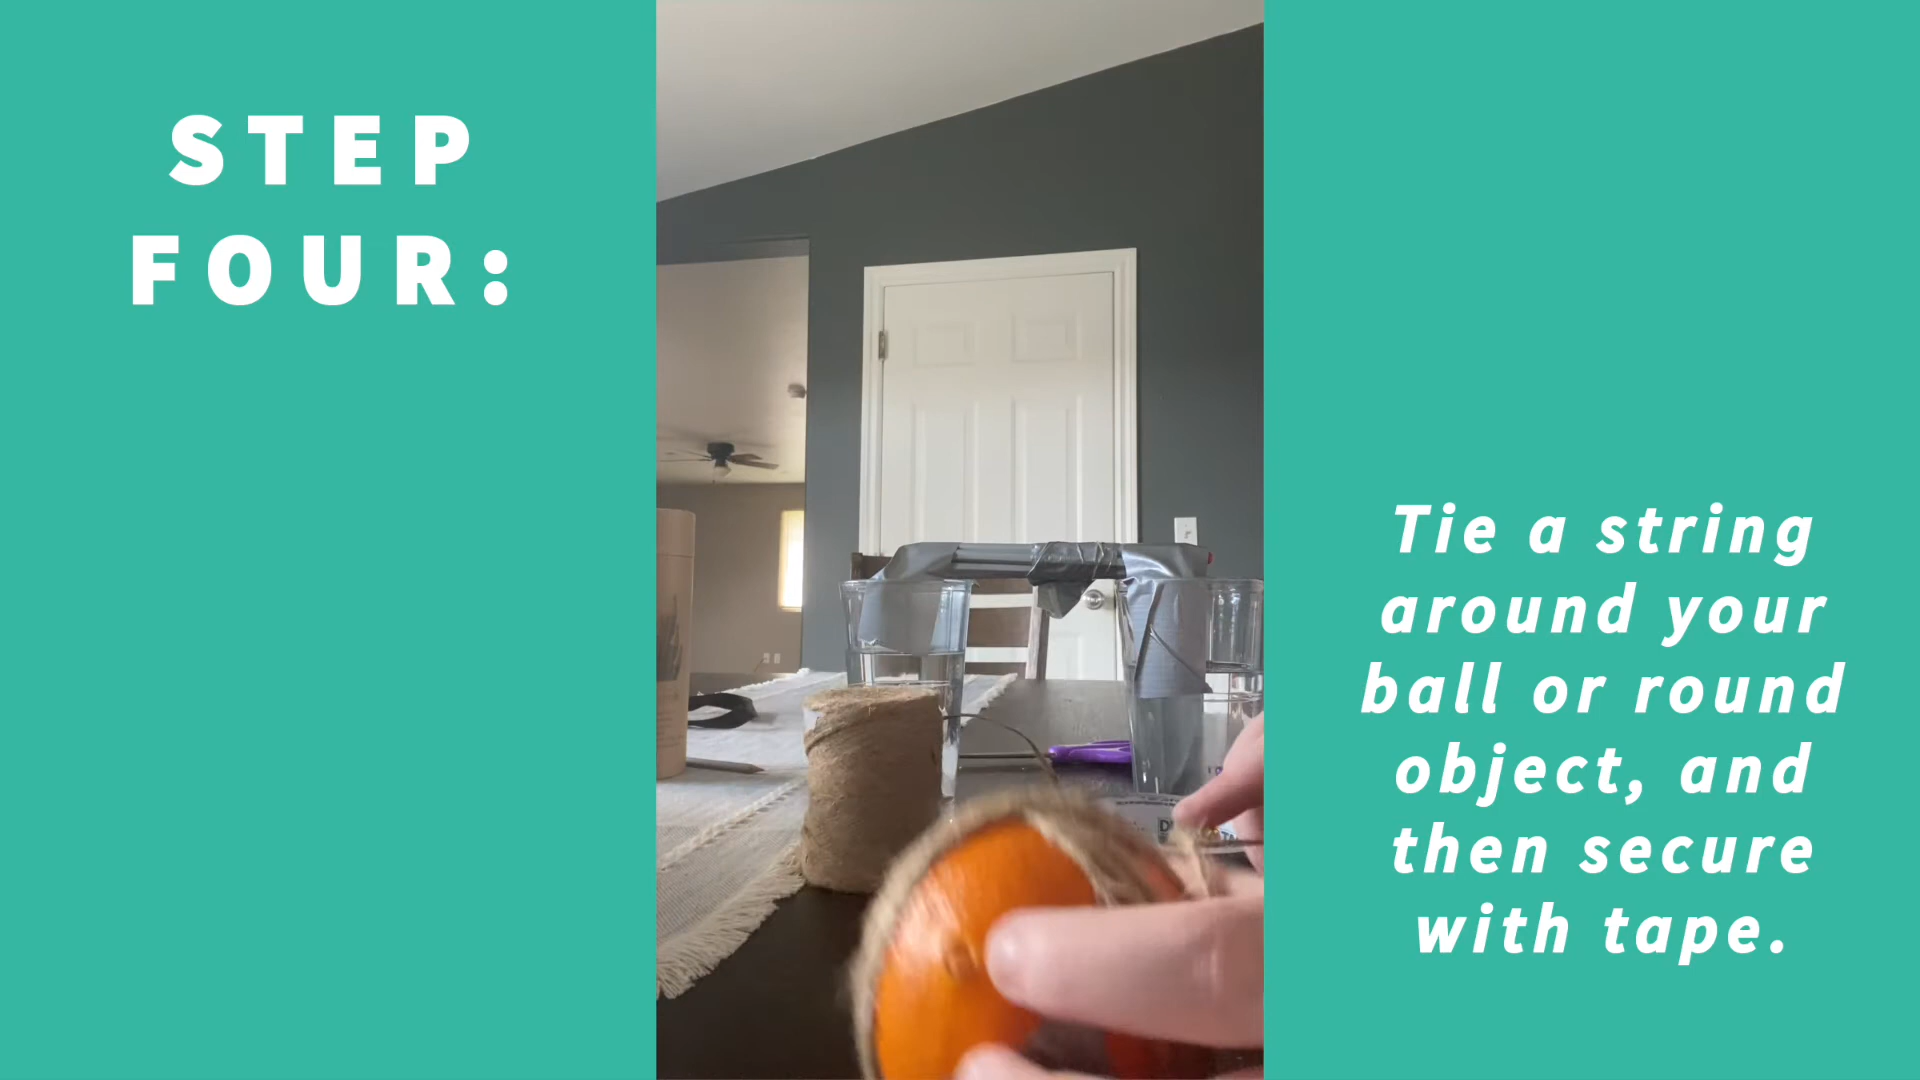 STEP
FOUR:
Tie a string
around your
ball or round
object, and
then secure
with tape.